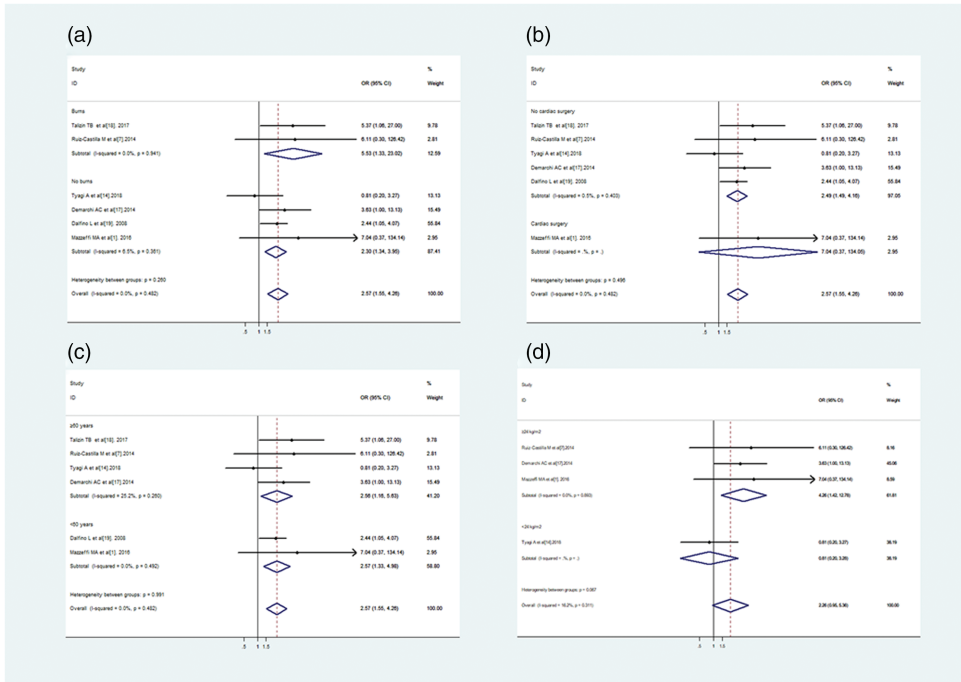 (a)
Study %
ID OR (95% CI) Weight
Burns
Talizin TB et al[18]. 2017 5.37 (1.06, 27.00) 9.78
Ruiz-Castilla M et al[7].2014 6.11 (0.30, 126.42) 2.81
Subtotal (I-squared = 0.0%, p = 0.941) 5.53 (1.33, 23.02) 12.59
No burns
Tyagi A et al[14].2018 0.81 (0.20, 3.27) 13.13
Demarchi AC et al[17].2014 3.63 (1.00, 13.13) 15.49
Dalfino L et al[19]. 2008 2.44 (1.05, 4.07) 55.84
Mazzeffi MA et al[1]. 2016 7.04 (0.37, 134.14) 2.95
Subtotal (I-squared = 6.5%, p = 0.351) 2.30 (1.34, 3.95) 87.41
Heterogeneity between groups: p = 0.260
Overall (I-squared = 0.0%, p = 0.482) 2.57 (1.55, 4.26) 100.00
.5 1 1.5
(b)
Study %
ID OR (95% CI) Weight
No cardiac surgery
Talizin TB et al[18]. 2017 5.37 (1.06, 27.00) 9.78
Ruiz-Castilla M et al[7].2014 6.11 (0.30, 126.42) 2.81
Tyagi A et al[14].2018 0.81 (0.20, 3.27) 13.13
Demarchi AC et al[17].2014 3.63 (1.00, 13.13) 15.49
Dalfino L et al[19]. 2008 2.44 (1.05, 4.07) 55.84
Subtotal (I-squared = 0.5%, p = 0.403) 2.49 (1.49, 4.16) 97.05
Cardiac surgery
Mazzeffi MA et al[1]. 2016 7.04 (0.37, 134.14) 2.95
Subtotal (I-squared = .%, p = .) 7.04 (0.37, 134.05) 2.95
Heterogeneity between groups: p = 0.495
Overall (I-squared = 0.0%, p = 0.482) 2.57 (1.55, 4.26) 100.00
.5 1 1.5
(c)
Study %
ID OR (95% CI) Weight
≥50 years
Talizin TB et al[18]. 2017 5.37 (1.06, 27.00) 9.78
Ruiz-Castilla M et al[7].2014 6.11 (0.30, 126.42) 2.81
Tyagi A et al[14].2018 0.81 (0.20, 3.27) 13.13
Demarchi AC et al[17].2014 3.63 (1.00, 13.13) 15.49
Subtotal (I-squared = 25.2%, p = 0.260) 2.56 (1.16, 5.63) 41.20
<50 years
Dalfino L et al[19]. 2008 2.44 (1.05, 4.07) 55.84
Mazzeffi MA et al[1]. 2016 7.04 (0.37, 134.14) 2.95
Subtotal (I-squared = 0.0%, p = 0.492) 2.57 (1.33, 4.98) 58.80
Heterogeneity between groups: p = 0.991
Overall (I-squared = 0.0%, p = 0.482) 2.57 (1.55, 4.26) 100.00
.5 1 1.5
(d)
Study %
ID OR (95% CI) Weight
Ruiz-Castilla M et al[7].2014 6.11 (0.30, 126.42)
Demarchi AC et al[17].2014 3.63 (1.00, 13.13)
Mazzeffi MA et al[1]. 2016 7.04 (0.37, 134.14)
Subtotal (I-squared = 0.0%, 61.81
Tyagi A et al[14].2018 0.81 (0.20, 3.27) 38.19
Subtotal (I-squared = .%, p = .) 38.19
Heterogeneity between groups:
Overall (I-squared = 100.00
.5 1 1.5